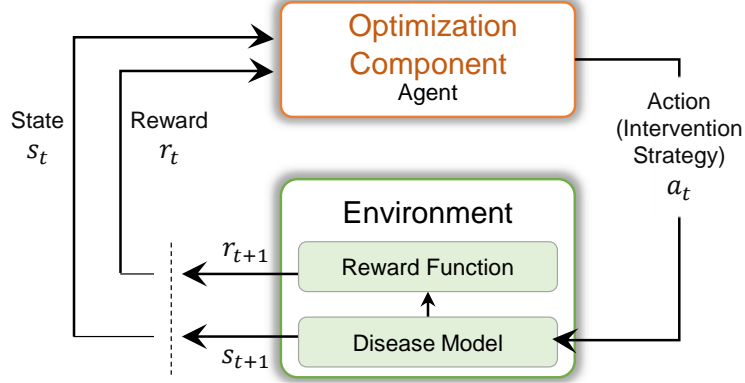 Optimization
Component
Agent
State
s_t
Reward
r_t
Action
(Intervention
Strategy)
a_t
Environment
r_{t+1}
Reward Function
s_{t+1}
Disease Model